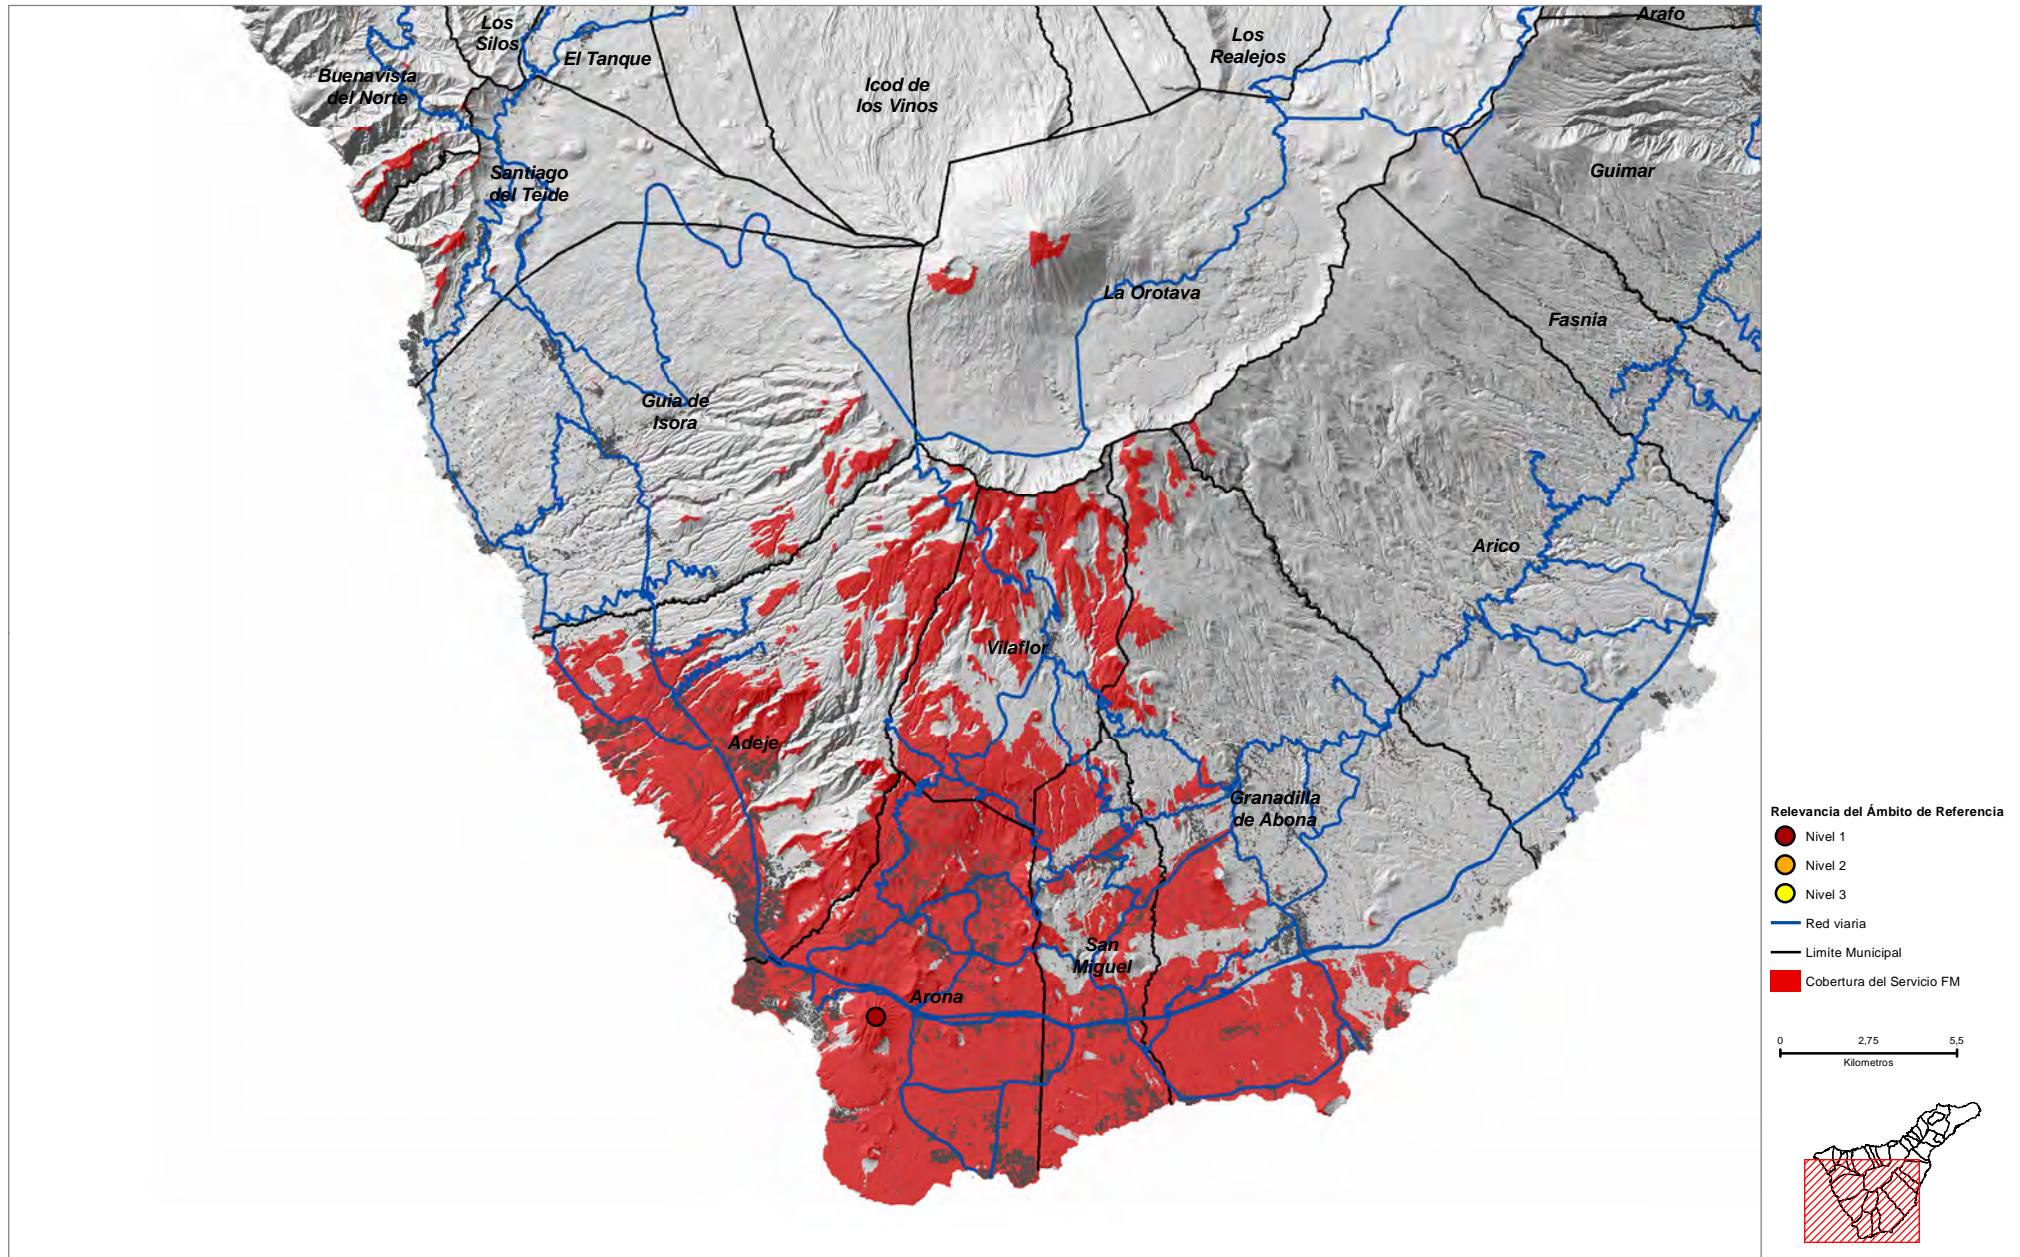 Los
Silos
El Tanque
Buenavista
del Norte
Icod de
los Vinos
Los
Realejos
Arafo
Santiago
del Teide
Guimar
La Orotava
Fasnia
Guia de
Isora
Arico
Vilaflor
Adeje
Granadilla
de Abona
San
Miguel
Arona
Relevancia del Ámbito de Referencia
Nivel 1
Nivel 2
Nivel 3
Red viaria
Limíte Municipal
Cobertura del Servicio FM
0 2,75 5,5
Kilometros